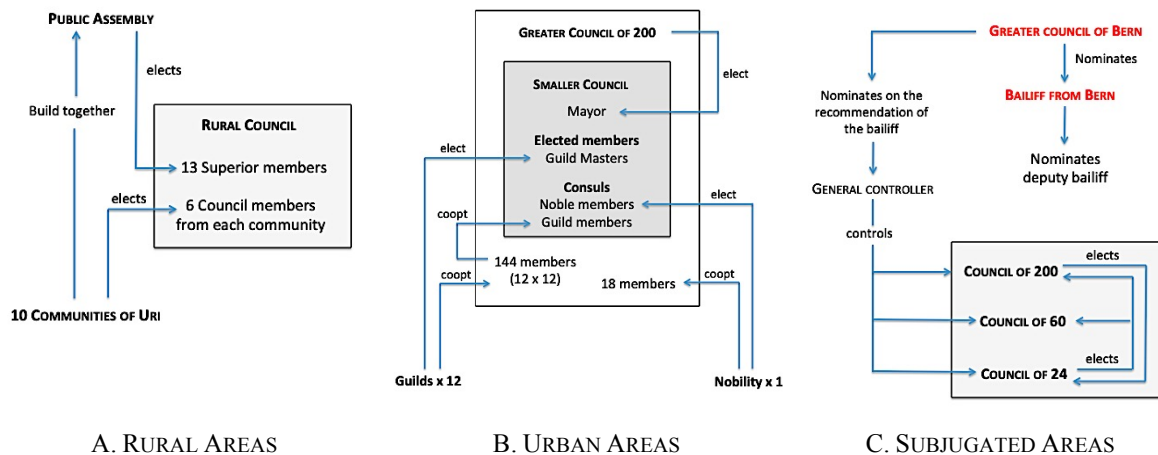 PUBLIC ASSEMBLY
elects
Build together
RURAL COUNCIL
13 Superior members
elects
6 Council members
from each community
10 COMMUNITIES OF URI
A. RURAL AREAS
GREATER COUNCIL OF 200
elect
SMALLER COUNCIL
Mayor
Elected members
elect
Guild Masters
Consuls
Noble members
elect
Guild members
coopt
144 members
(12 x 12)
coopt
18 members
coopt
Guilds x 12
Nobility x 1
B. URBAN AREAS
GREATER COUNCIL OF BERN
Nominates
BAILIFF FROM BERN
Nominates on the
recommendation of
the bailiff
Nominates
deputy bailiff
GENERAL CONTROLLER
controls
COUNCIL OF 200
elects
COUNCIL OF 60
COUNCIL OF 24
elects
C. SUBJUGATED AREAS